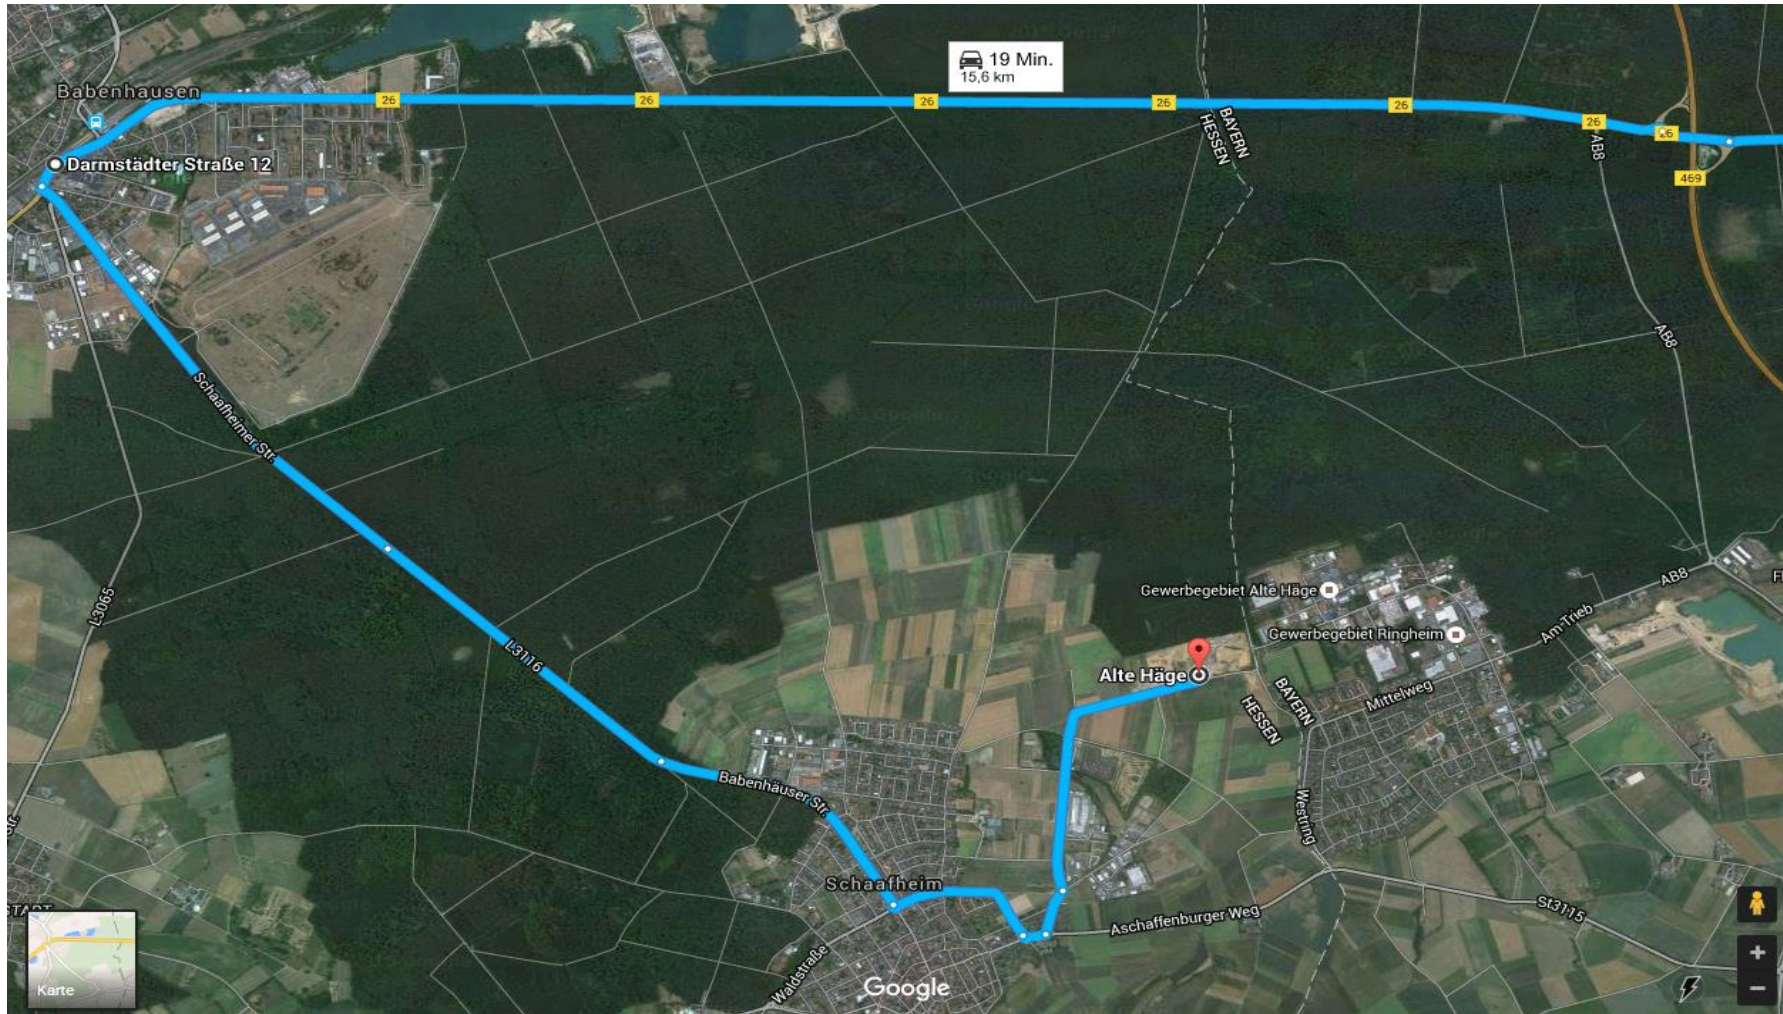 19 Min.
15,6 km
Babenhausen
26
26
26
26
26
26
26
BAYERN
HESSEN
AB8
Darmstädter Straße 12
469
AB8
Schaafheimer Str.
L3065
L3116
Gewerbegebiet Alte Häge
AB8
Am-Trieb
Gewerbegebiet Ringheim
Alte Häge
BAYERN
HESSEN
Mittelweg
Babenhäuser Str.
Westring
Schaafheim
Aschaffenburger Weg
St3115
Waldstraße
Karte
Google
+
−